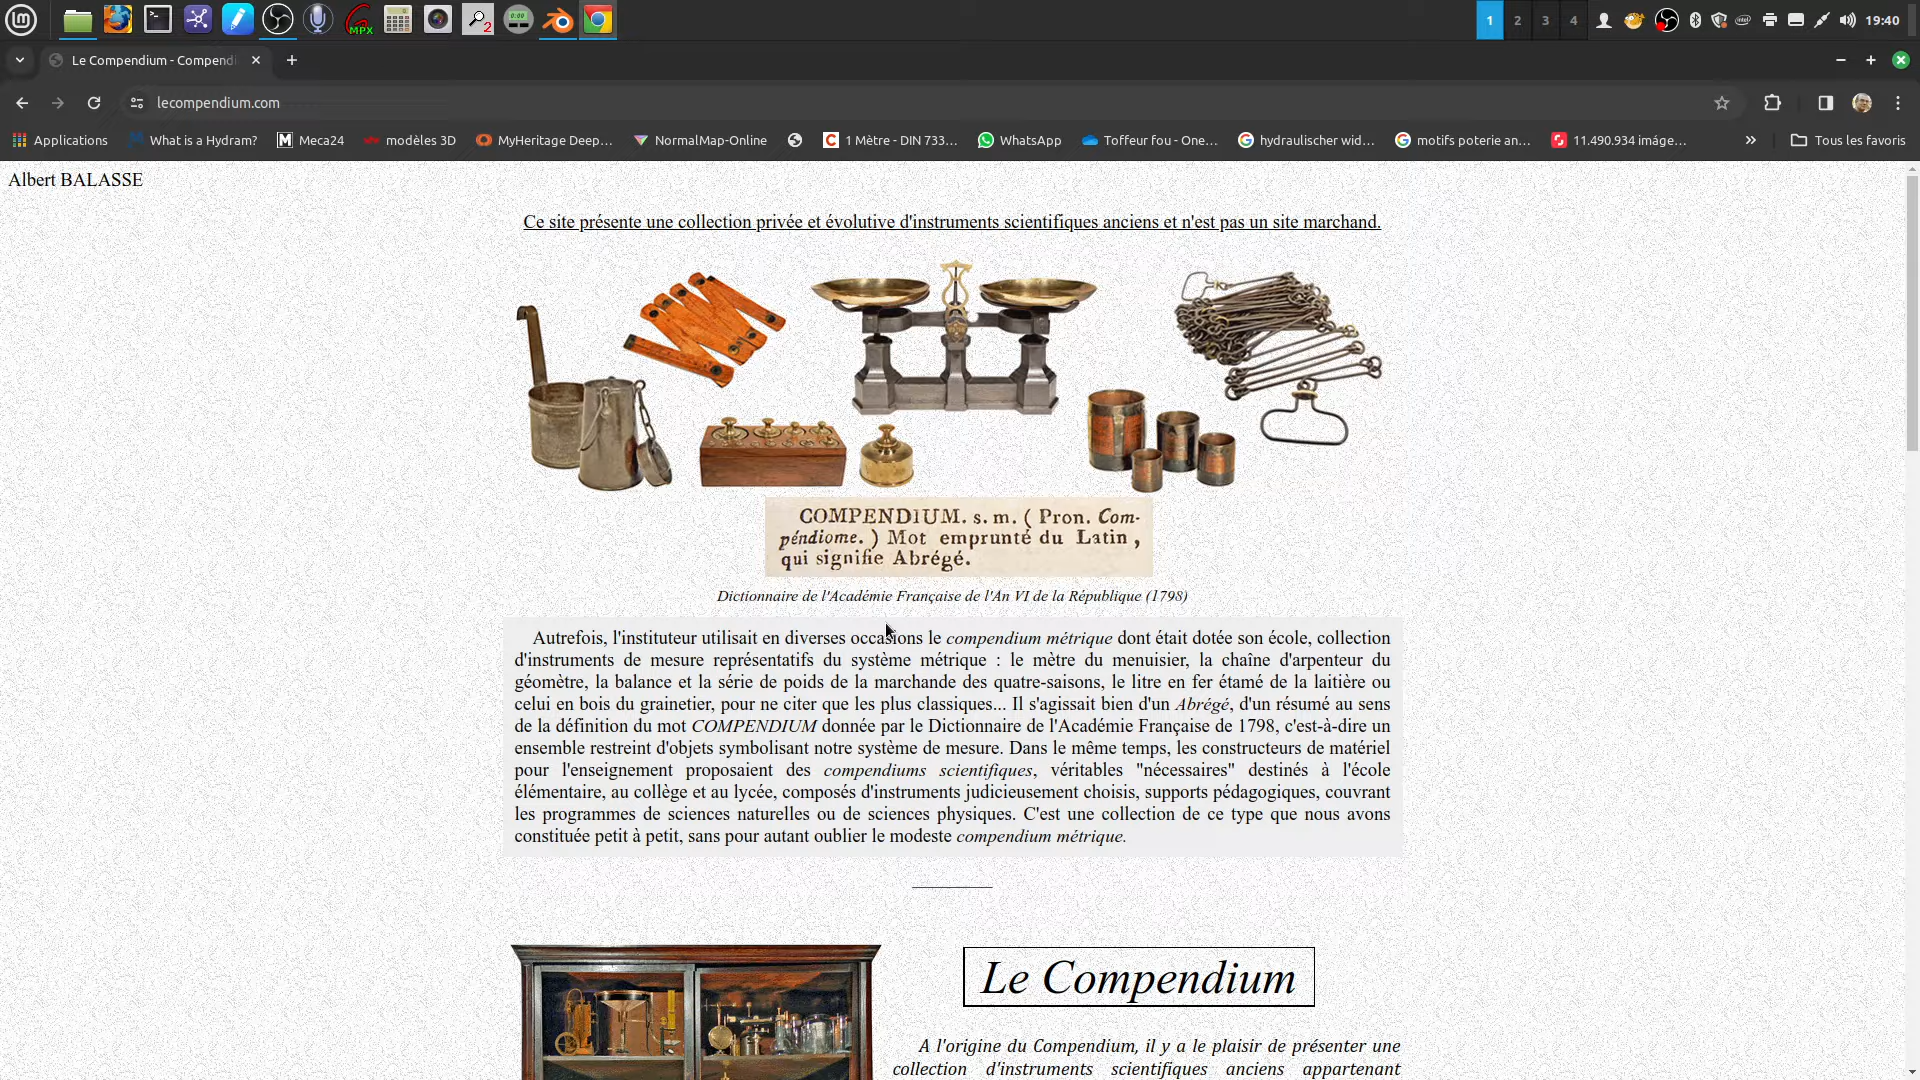 MPX
2
0:00
1
2
3
4
intel
19:40
Le Compendium - Compendi
lecompendium.com
Applications
What is a Hydram?
Meca24
modèles 3D
MyHeritage Deep…
NormalMap-Online
1 Mètre - DIN 733…
WhatsApp
Toffeur fou - One…
hydraulischer wid…
motifs poterie an…
11.490.934 imáge…
Tous les favoris
Albert BALASSE
Ce site présente une collection privée et évolutive d'instruments scientifiques anciens et n'est pas un site marchand.
COMPENDIUM. s. m. ( Pron. Com-
péndiome. ) Mot emprunté du Latin ,
qui signifie Abrégé.
Dictionnaire de l'Académie Française de l'An VI de la République (1798)
Autrefois, l'instituteur utilisait en diverses occasions le compendium métrique dont était dotée son école, collection
d'instruments de mesure représentatifs du système métrique : le mètre du menuisier, la chaîne d'arpenteur du
géomètre, la balance et la série de poids de la marchande des quatre-saisons, le litre en fer étamé de la laitière ou
celui en bois du grainetier, pour ne citer que les plus classiques... Il s'agissait bien d'un Abrégé, d'un résumé au sens
de la définition du mot COMPENDIUM donnée par le Dictionnaire de l'Académie Française de 1798, c'est-à-dire un
ensemble restreint d'objets symbolisant notre système de mesure. Dans le même temps, les constructeurs de matériel
pour l'enseignement proposaient des compendiums scientifiques, véritables "nécessaires" destinés à l'école
élémentaire, au collège et au lycée, composés d'instruments judicieusement choisis, supports pédagogiques, couvrant
les programmes de sciences naturelles ou de sciences physiques. C'est une collection de ce type que nous avons
constituée petit à petit, sans pour autant oublier le modeste compendium métrique.
Le Compendium
A l'origine du Compendium, il y a le plaisir de présenter une
collection d'instruments scientifiques anciens appartenant